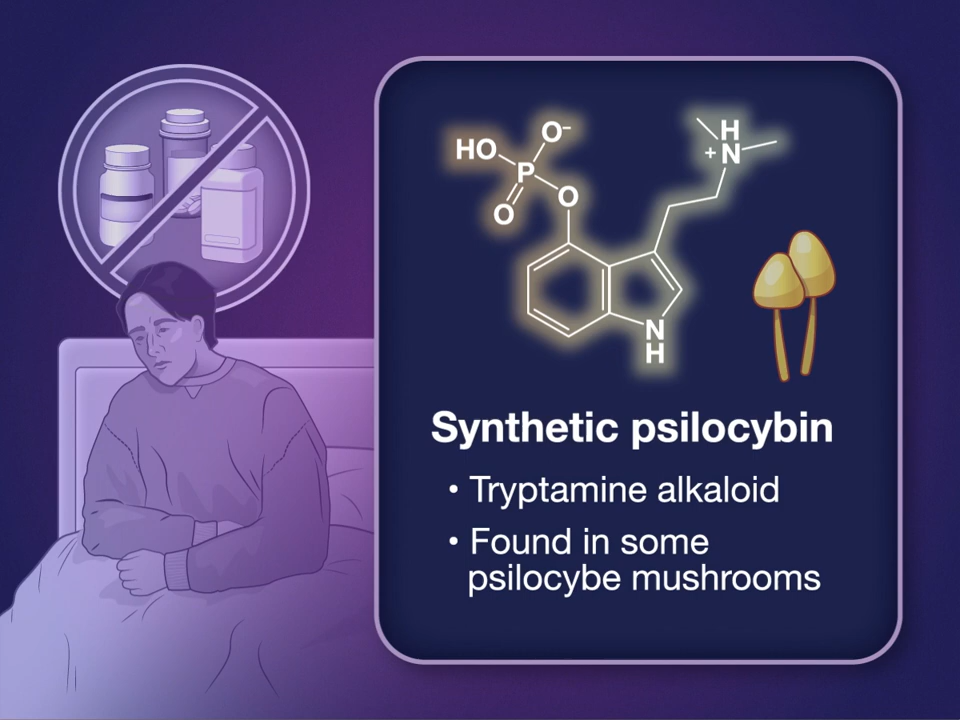 O⁻
HO
P
O
O
H
+N
N
H
Synthetic psilocybin
• Tryptamine alkaloid
• Found in some
psilocybe mushrooms